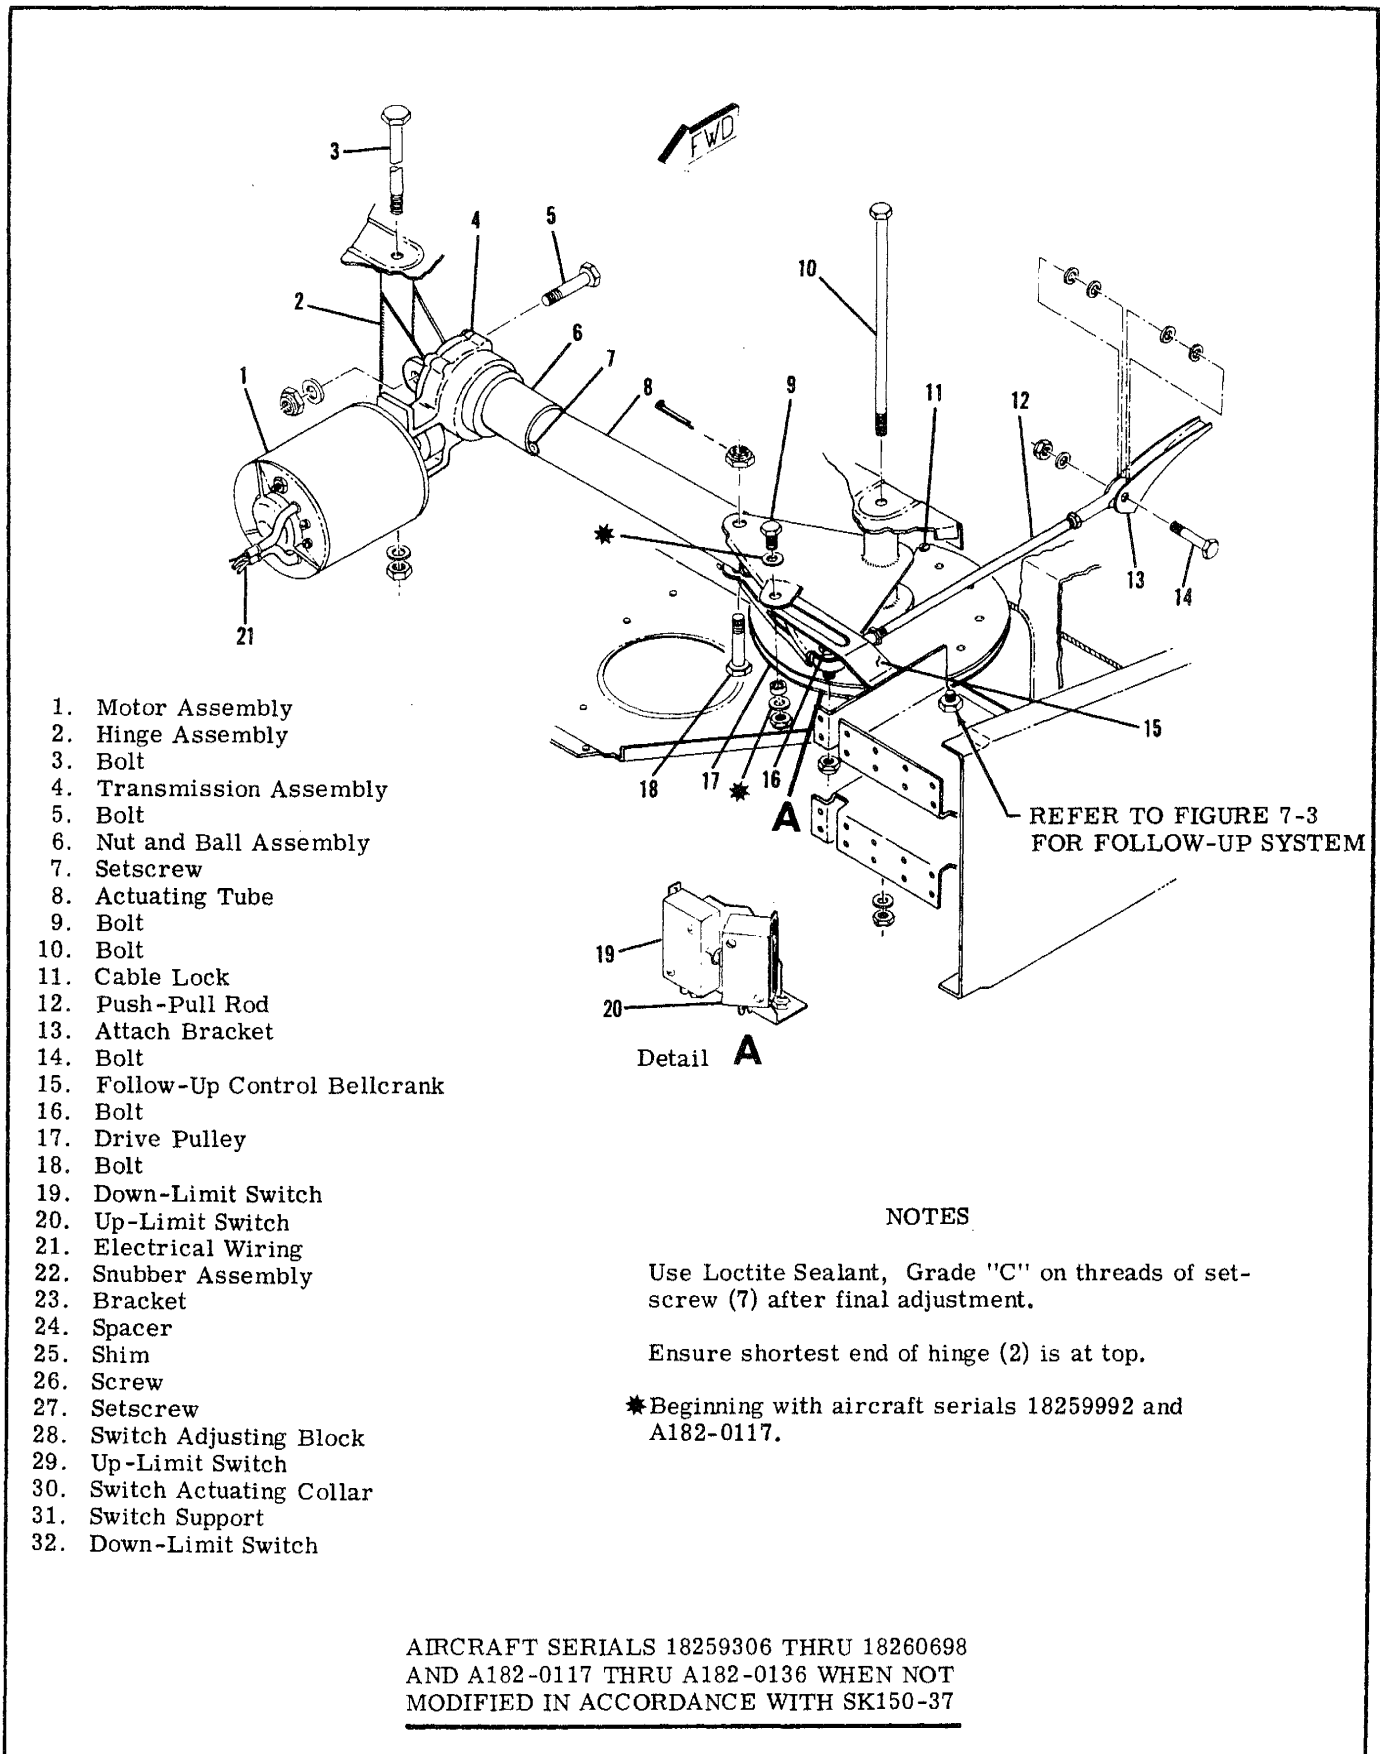 FWD
3
4
5
10
2
6
7
1
8
9
11
12
13
14
21
15
18
17
16
A
REFER TO FIGURE 7-3
FOR FOLLOW-UP SYSTEM
19
20
Detail A
1. Motor Assembly
2. Hinge Assembly
3. Bolt
4. Transmission Assembly
5. Bolt
6. Nut and Ball Assembly
7. Setscrew
8. Actuating Tube
9. Bolt
10. Bolt
11. Cable Lock
12. Push-Pull Rod
13. Attach Bracket
14. Bolt
15. Follow-Up Control Bellcrank
16. Bolt
17. Drive Pulley
18. Bolt
19. Down-Limit Switch
20. Up-Limit Switch
21. Electrical Wiring
22. Snubber Assembly
23. Bracket
24. Spacer
25. Shim
26. Screw
27. Setscrew
28. Switch Adjusting Block
29. Up-Limit Switch
30. Switch Actuating Collar
31. Switch Support
32. Down-Limit Switch
NOTES
Use Loctite Sealant, Grade "C" on threads of set-
screw (7) after final adjustment.
Ensure shortest end of hinge (2) is at top.
✷Beginning with aircraft serials 18259992 and
A182-0117.
AIRCRAFT SERIALS 18259306 THRU 18260698
AND A182-0117 THRU A182-0136 WHEN NOT
MODIFIED IN ACCORDANCE WITH SK150-37